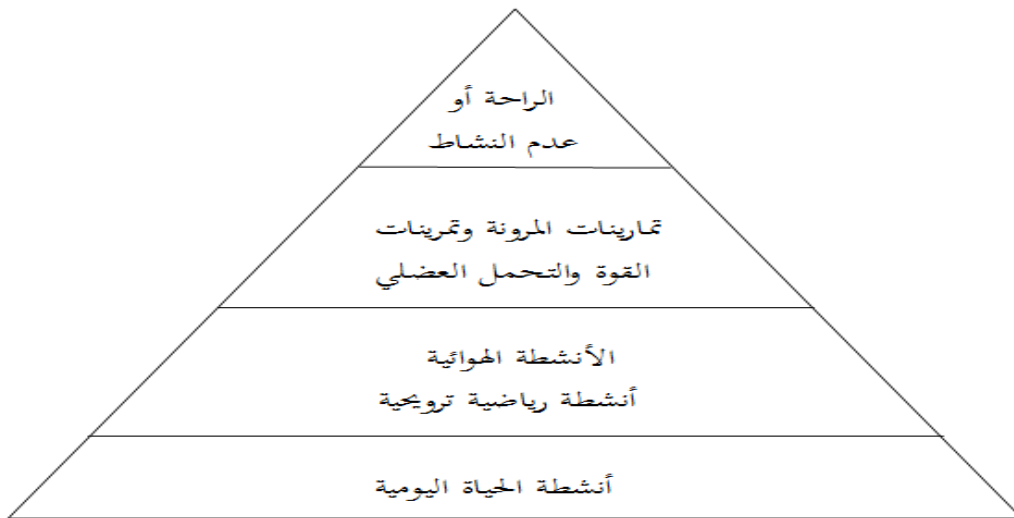 الراحة أو
عدم النشاط
تمارينات المرونة وتمرينات
القوة والتحمل العضلي
الأنشطة الهوائية
أنشطة رياضية ترويحية
أنشطة الحياة اليومية